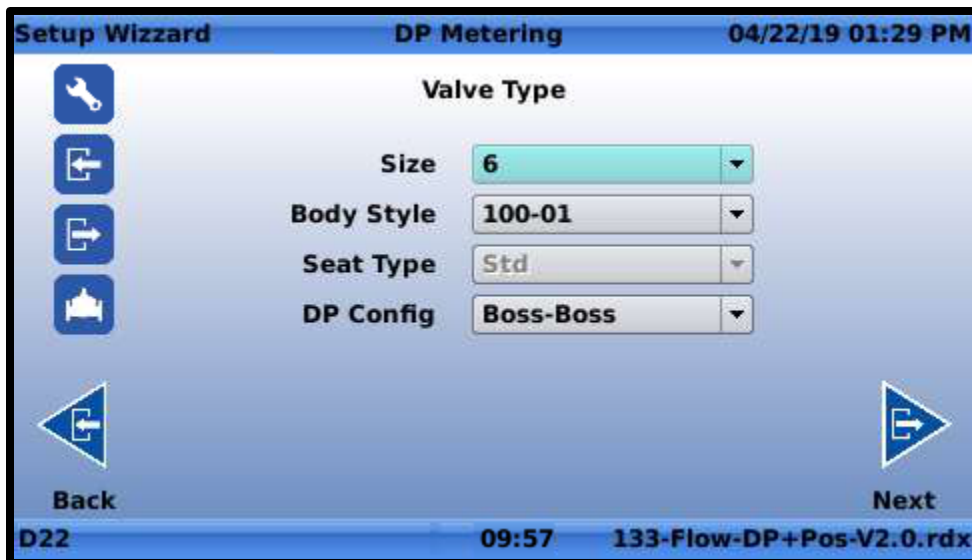 Setup Wizzard DP Metering 04/22/19 01:29 PM
Valve Type
Size 6
Body Style 100-01
Seat Type Std
DP Config Boss-Boss
Back Next
D22 09:57 133-Flow-DP+Pos-V2.0.rdx